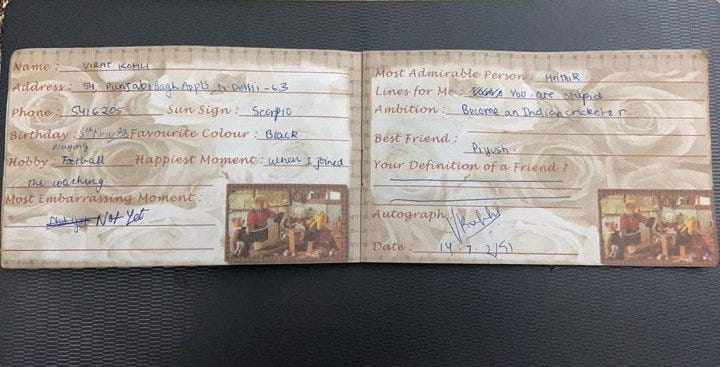 Name : VIRAT KOHLI
Address : 54, Punjabi Bagh Appts, N. Delhi - 63
Phone : 5416205 Sun Sign : Scorpio
Birthday : 5th Nov, Favourite Colour : Black
Hobby : playing Football Happiest Moment : when I joined
the coaching
Most Embarrassing Moment :
Not Yet
Most Admirable Person : Hrithik
Lines for Me : You are stupid
Ambition : Become an Indian cricketer.
Best Friend : Piyush
Your Definition of a Friend ?
Autograph
Date : 14.7.